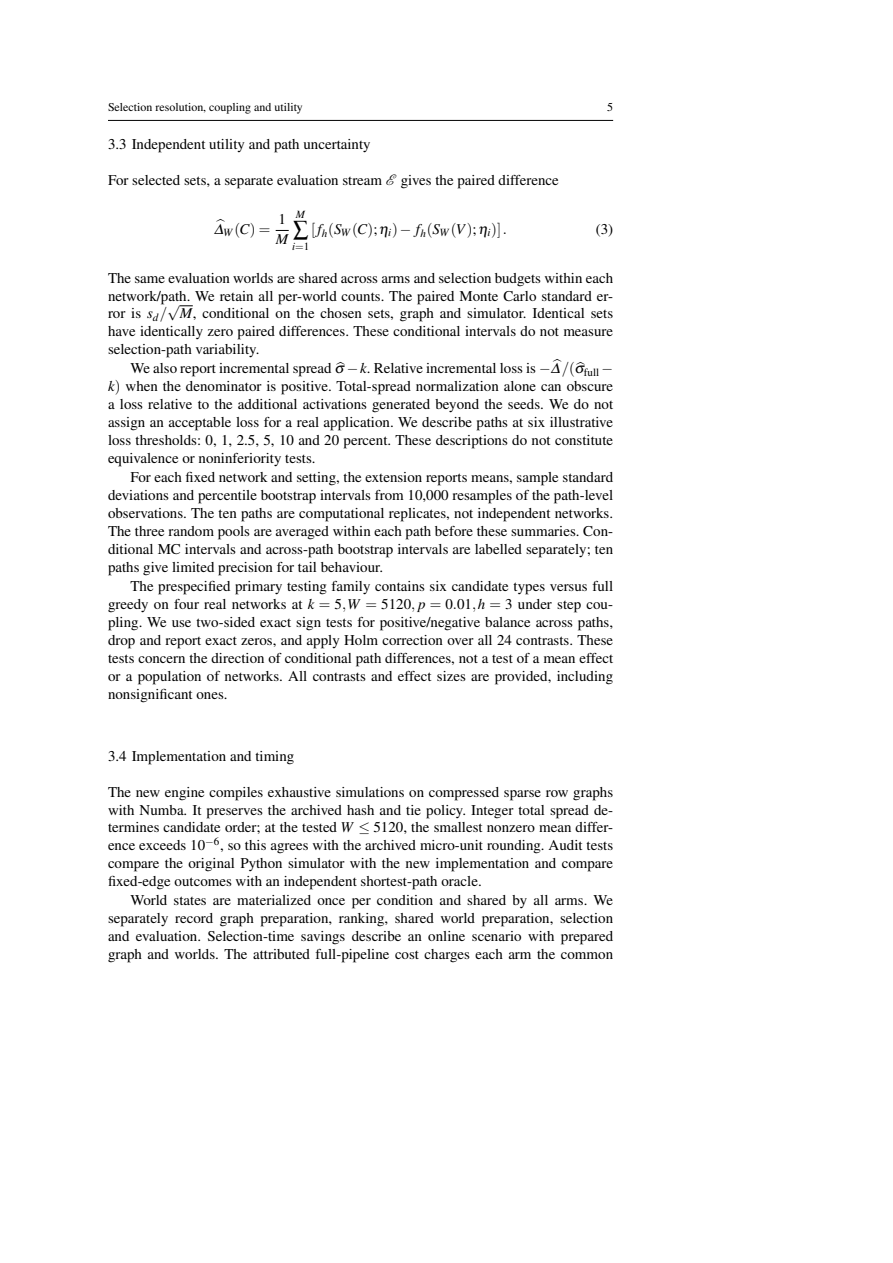 Selection resolution, coupling and utility 5
3.3 Independent utility and path uncertainty
For selected sets, a separate evaluation stream ℰ gives the paired difference
Δ̂_W(C) = 1/M ∑_{i=1}^{M} [f_h(S_W(C);η_i) − f_h(S_W(V);η_i)]. (3)
The same evaluation worlds are shared across arms and selection budgets within each
network/path. We retain all per-world counts. The paired Monte Carlo standard er-
ror is s_d/√M, conditional on the chosen sets, graph and simulator. Identical sets
have identically zero paired differences. These conditional intervals do not measure
selection-path variability.
We also report incremental spread σ̂ − k. Relative incremental loss is −Δ̂/(σ̂_full −
k) when the denominator is positive. Total-spread normalization alone can obscure
a loss relative to the additional activations generated beyond the seeds. We do not
assign an acceptable loss for a real application. We describe paths at six illustrative
loss thresholds: 0, 1, 2.5, 5, 10 and 20 percent. These descriptions do not constitute
equivalence or noninferiority tests.
For each fixed network and setting, the extension reports means, sample standard
deviations and percentile bootstrap intervals from 10,000 resamples of the path-level
observations. The ten paths are computational replicates, not independent networks.
The three random pools are averaged within each path before these summaries. Con-
ditional MC intervals and across-path bootstrap intervals are labelled separately; ten
paths give limited precision for tail behaviour.
The prespecified primary testing family contains six candidate types versus full
greedy on four real networks at k = 5, W = 5120, p = 0.01, h = 3 under step cou-
pling. We use two-sided exact sign tests for positive/negative balance across paths,
drop and report exact zeros, and apply Holm correction over all 24 contrasts. These
tests concern the direction of conditional path differences, not a test of a mean effect
or a population of networks. All contrasts and effect sizes are provided, including
nonsignificant ones.
3.4 Implementation and timing
The new engine compiles exhaustive simulations on compressed sparse row graphs
with Numba. It preserves the archived hash and tie policy. Integer total spread de-
termines candidate order; at the tested W ≤ 5120, the smallest nonzero mean differ-
ence exceeds 10⁻⁶, so this agrees with the archived micro-unit rounding. Audit tests
compare the original Python simulator with the new implementation and compare
fixed-edge outcomes with an independent shortest-path oracle.
World states are materialized once per condition and shared by all arms. We
separately record graph preparation, ranking, shared world preparation, selection
and evaluation. Selection-time savings describe an online scenario with prepared
graph and worlds. The attributed full-pipeline cost charges each arm the common